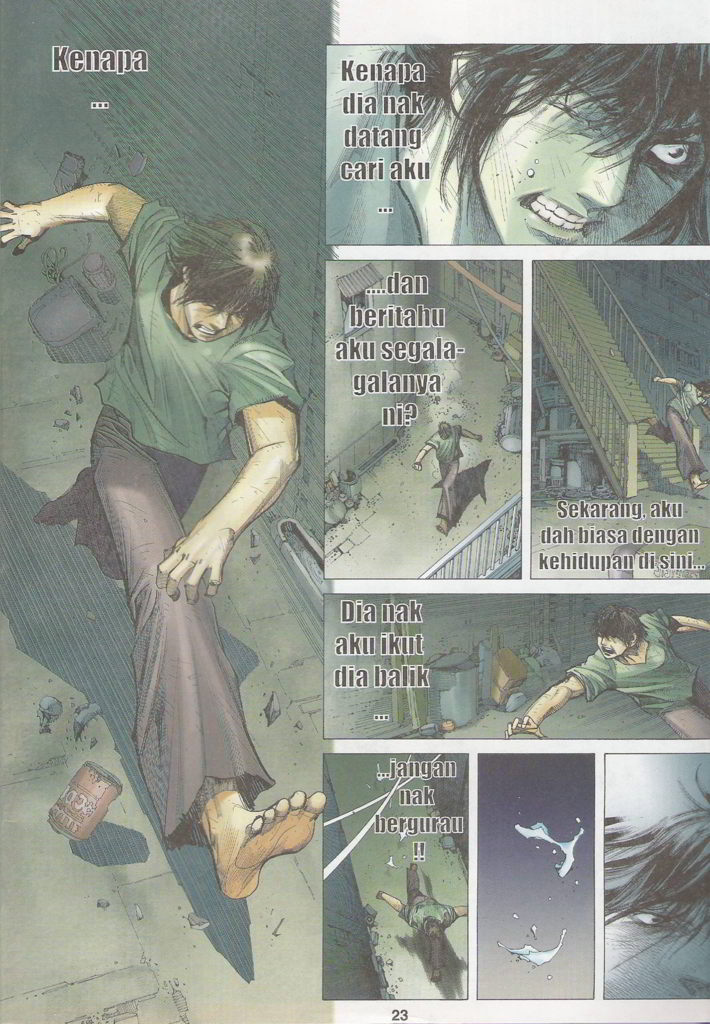 Kenapa
...
Kenapa
dia nak
datang
cari aku
...
....dan
beritahu
aku segala-
galanya
ni?
Sekarang, aku
dah biasa dengan
kehidupan di sini...
Dia nak
aku ikut
dia balik
...
...jangan
nak
bergurau
!!
23